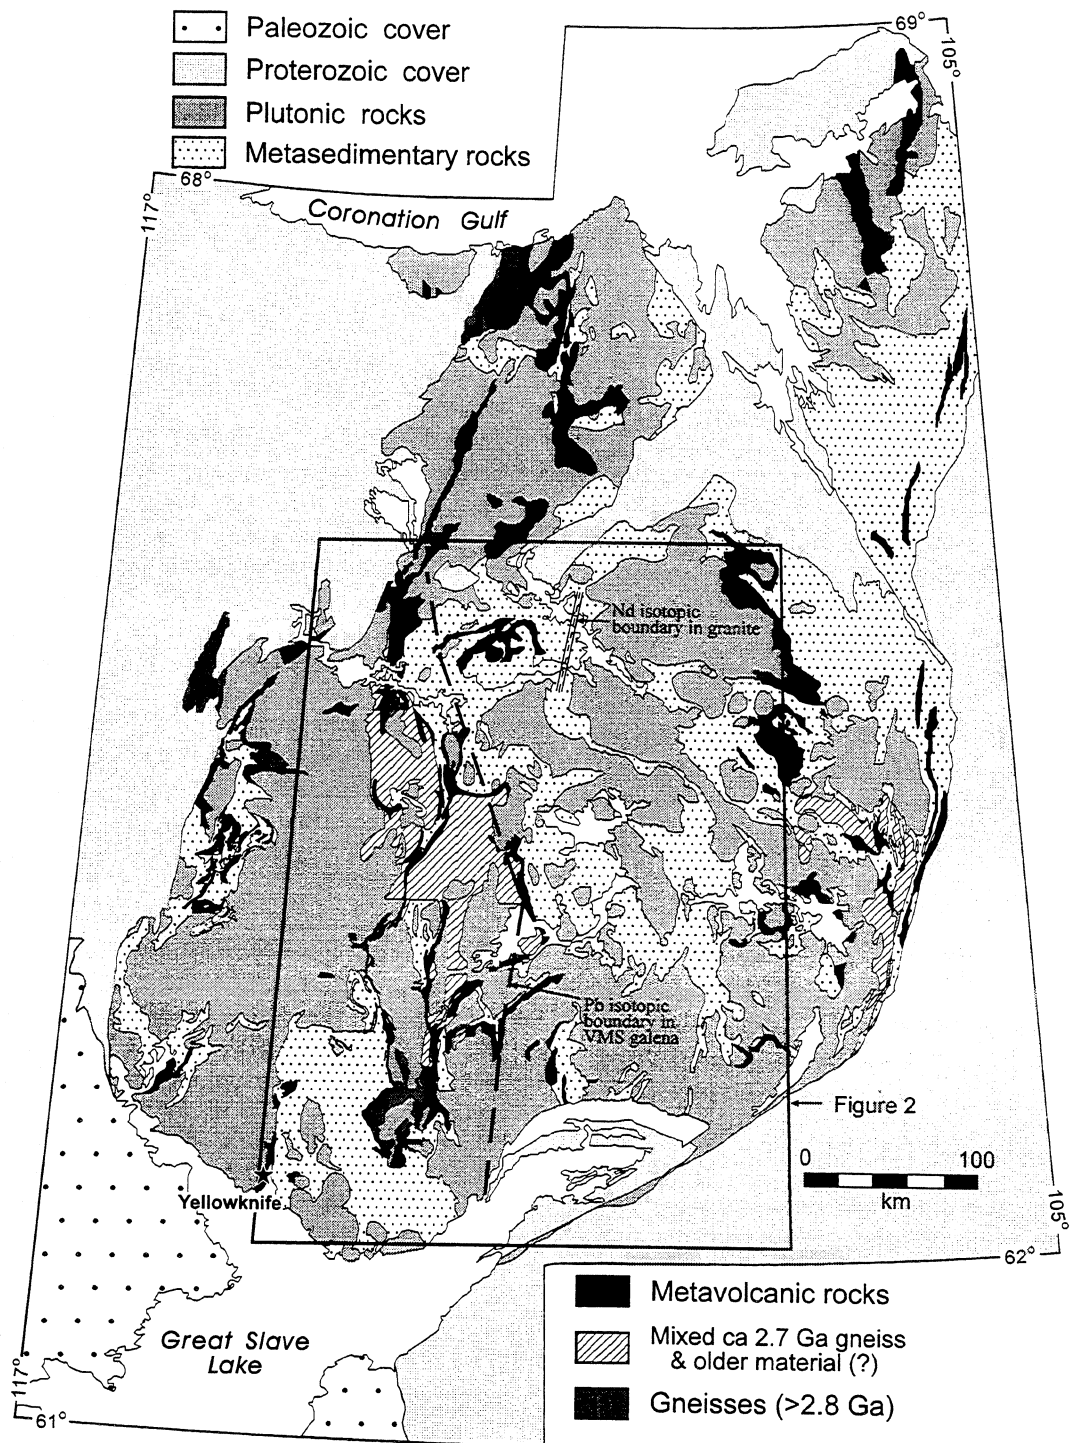 Paleozoic cover
Proterozoic cover
Plutonic rocks
Metasedimentary rocks
69°
105°
68°
117°
Coronation Gulf
Nd isotopic
boundary in granite
Pb isotopic
boundary in
VMS galena
Figure 2
0 100
km
Yellowknife
105°
62°
Great Slave
Lake
Metavolcanic rocks
Mixed ca 2.7 Ga gneiss
& older material (?)
Gneisses (>2.8 Ga)
117°
61°